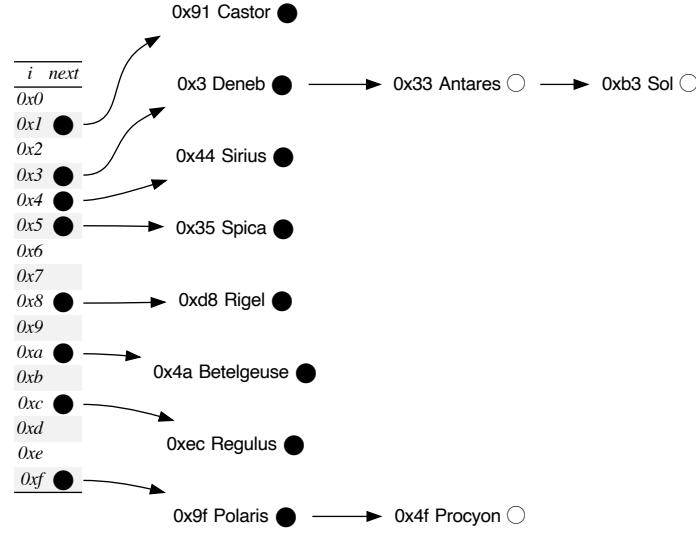 0x91 Castor
i next
0x3 Deneb
0x33 Antares
0xb3 Sol
0x0
0x1
0x2
0x44 Sirius
0x3
0x4
0x5
0x35 Spica
0x6
0x7
0x8
0xd8 Rigel
0x9
0xa
0x4a Betelgeuse
0xb
0xc
0xec Regulus
0xd
0xe
0xf
0x9f Polaris
0x4f Procyon